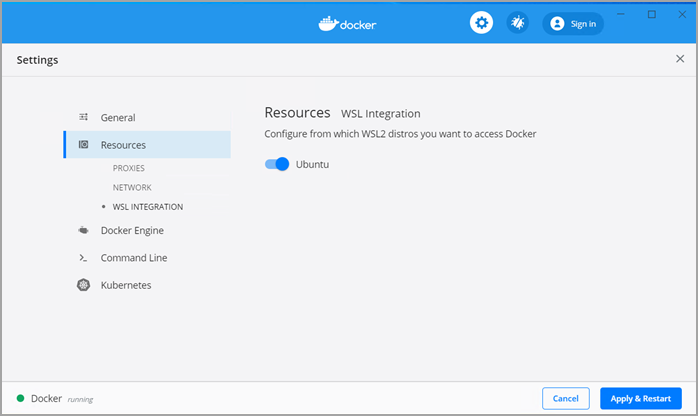 docker
Sign in
Settings
General
Resources
PROXIES
NETWORK
WSL INTEGRATION
Docker Engine
Command Line
Kubernetes
Resources WSL Integration
Configure from which WSL2 distros you want to access Docker
Ubuntu
Docker running
Cancel
Apply & Restart